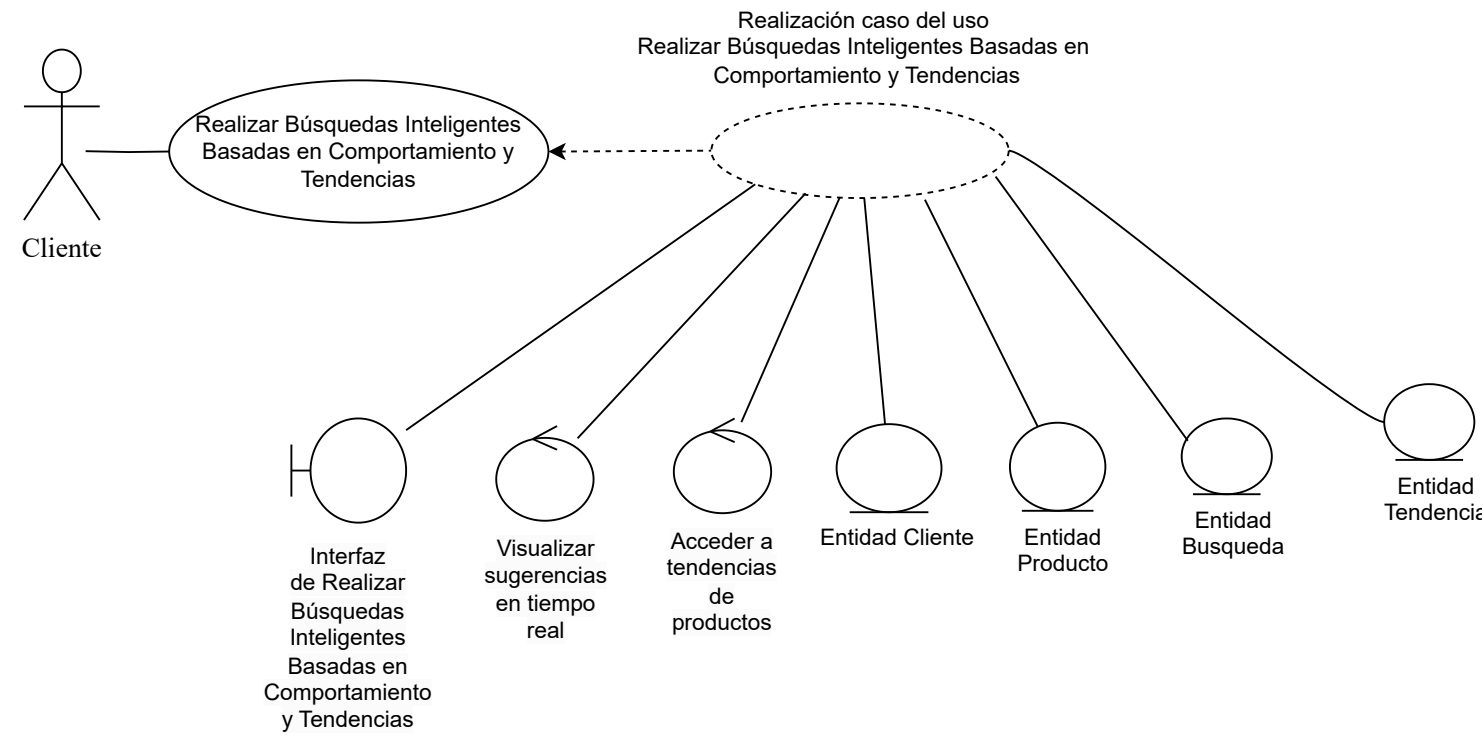 Realización caso del uso
Realizar Búsquedas Inteligentes Basadas en
Comportamiento y Tendencias
Realizar Búsquedas Inteligentes
Basadas en Comportamiento y
Tendencias
Cliente
Interfaz
de Realizar
Búsquedas
Inteligentes
Basadas en
Comportamiento
y Tendencias
Visualizar
sugerencias
en tiempo
real
Acceder a
tendencias
de
productos
Entidad Cliente
Entidad
Producto
Entidad
Busqueda
Entidad
Tendencia